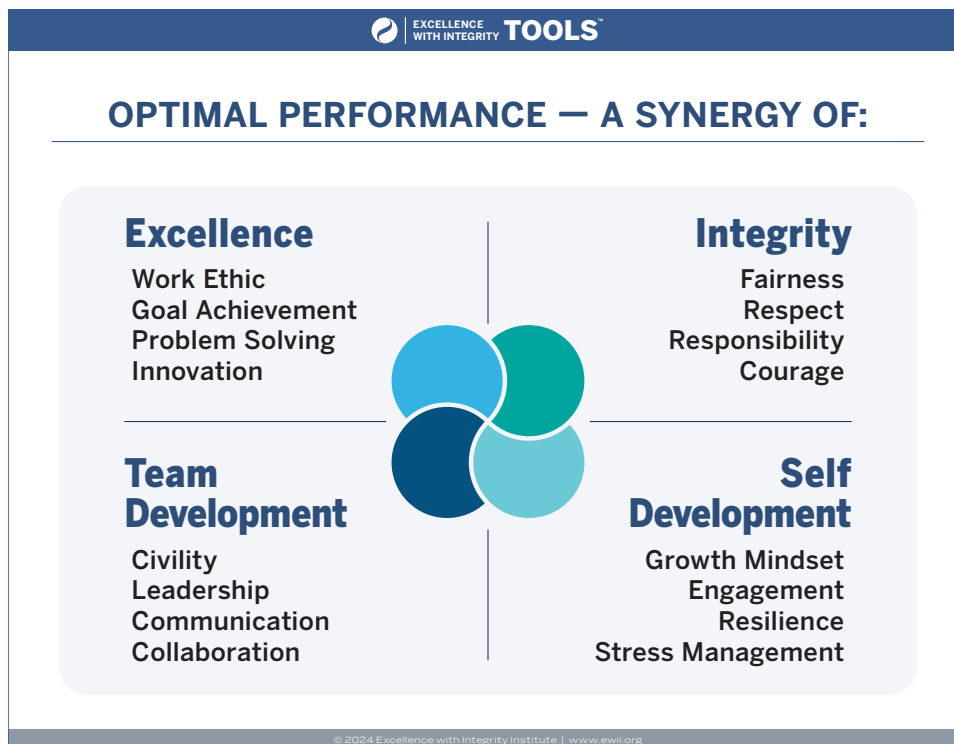 EXCELLENCE
WITH INTEGRITY TOOLS™
OPTIMAL PERFORMANCE — A SYNERGY OF:
Excellence
Work Ethic
Goal Achievement
Problem Solving
Innovation
Integrity
Fairness
Respect
Responsibility
Courage
Team
Development
Civility
Leadership
Communication
Collaboration
Self
Development
Growth Mindset
Engagement
Resilience
Stress Management
© 2024 Excellence with Integrity Institute | www.ewii.org